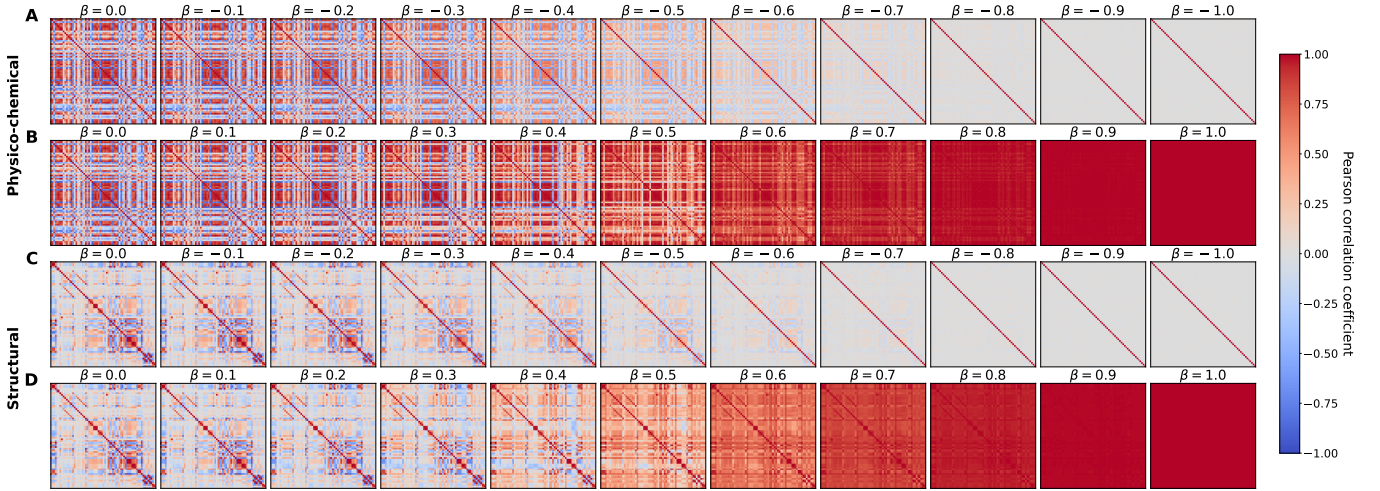 A
β = 0.0 β = −0.1 β = −0.2 β = −0.3 β = −0.4 β = −0.5 β = −0.6 β = −0.7 β = −0.8 β = −0.9 β = −1.0
Physico-chemical
B
β = 0.0 β = 0.1 β = 0.2 β = 0.3 β = 0.4 β = 0.5 β = 0.6 β = 0.7 β = 0.8 β = 0.9 β = 1.0
C
β = 0.0 β = −0.1 β = −0.2 β = −0.3 β = −0.4 β = −0.5 β = −0.6 β = −0.7 β = −0.8 β = −0.9 β = −1.0
Structural
D
β = 0.0 β = 0.1 β = 0.2 β = 0.3 β = 0.4 β = 0.5 β = 0.6 β = 0.7 β = 0.8 β = 0.9 β = 1.0
1.00
0.75
0.50
0.25
0.00
−0.25
−0.50
−0.75
−1.00
Pearson correlation coefficient